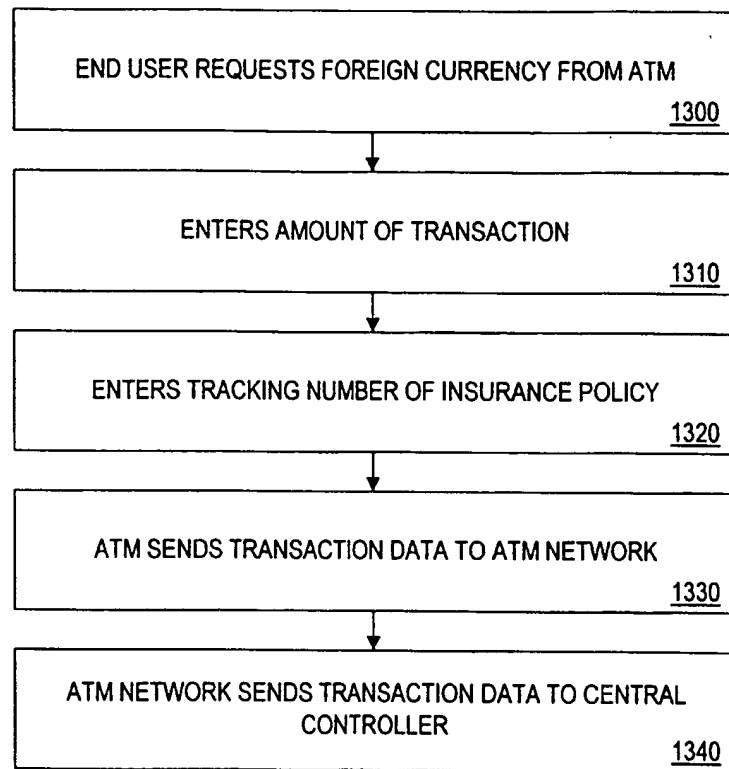 END USER REQUESTS FOREIGN CURRENCY FROM ATM
1300
ENTERS AMOUNT OF TRANSACTION
1310
ENTERS TRACKING NUMBER OF INSURANCE POLICY
1320
ATM SENDS TRANSACTION DATA TO ATM NETWORK
1330
ATM NETWORK SENDS TRANSACTION DATA TO CENTRAL
CONTROLLER
1340